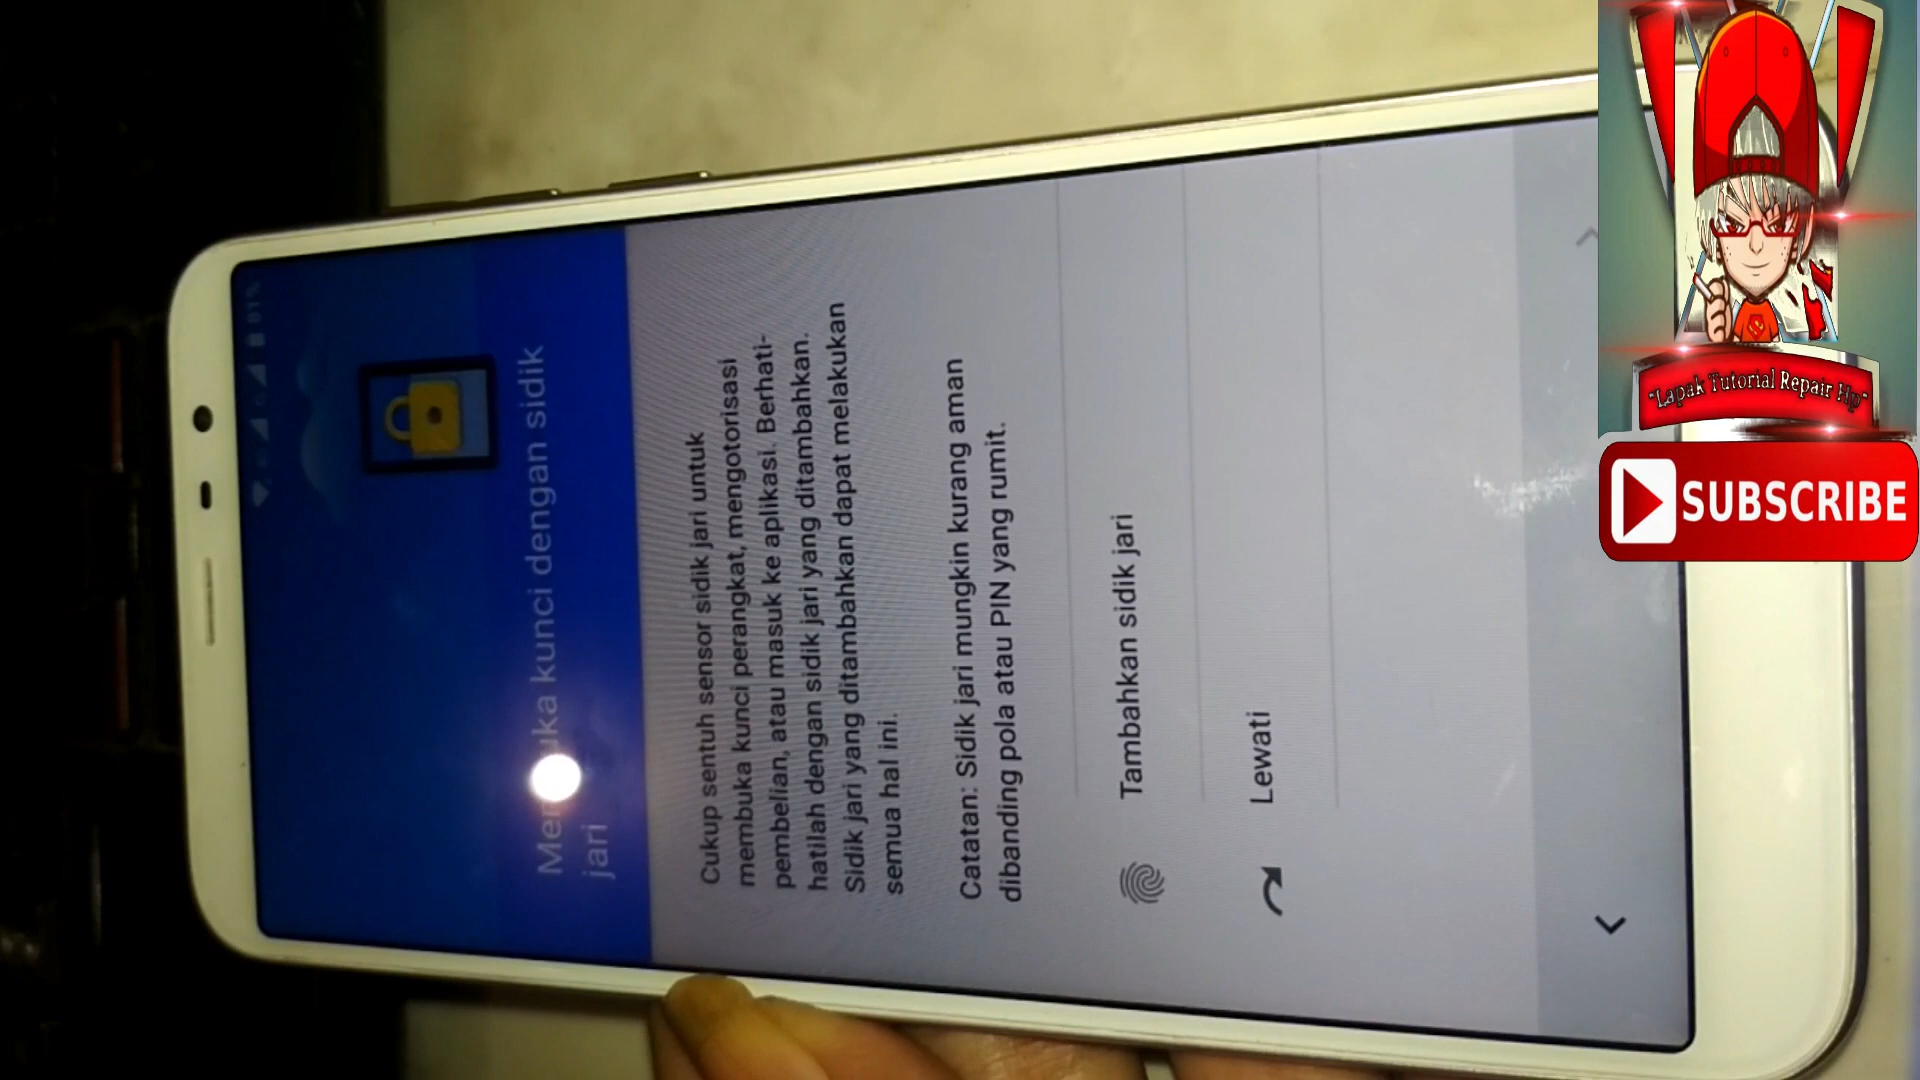 81%
Membuka kunci dengan sidik
jari
Cukup sentuh sensor sidik jari untuk
membuka kunci perangkat, mengotorisasi
pembelian, atau masuk ke aplikasi. Berhati-
hatilah dengan sidik jari yang ditambahkan.
Sidik jari yang ditambahkan dapat melakukan
semua hal ini.
Catatan: Sidik jari mungkin kurang aman
dibanding pola atau PIN yang rumit.
Tambahkan sidik jari
Lewati
"Lapak Tutorial Repair Hp"
SUBSCRIBE